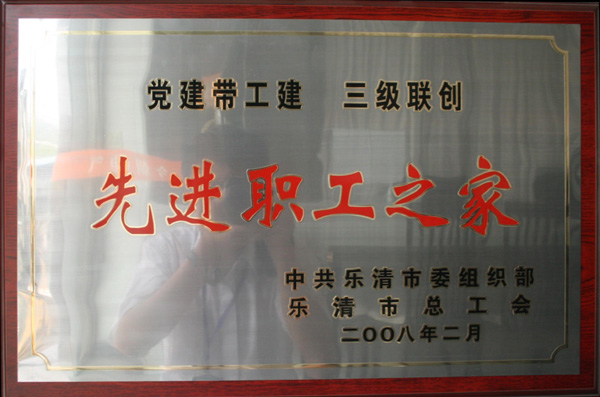 党建带工建 三级联创
先进职工之家
中共乐清市委组织部
乐清市总工会
二〇〇八年二月